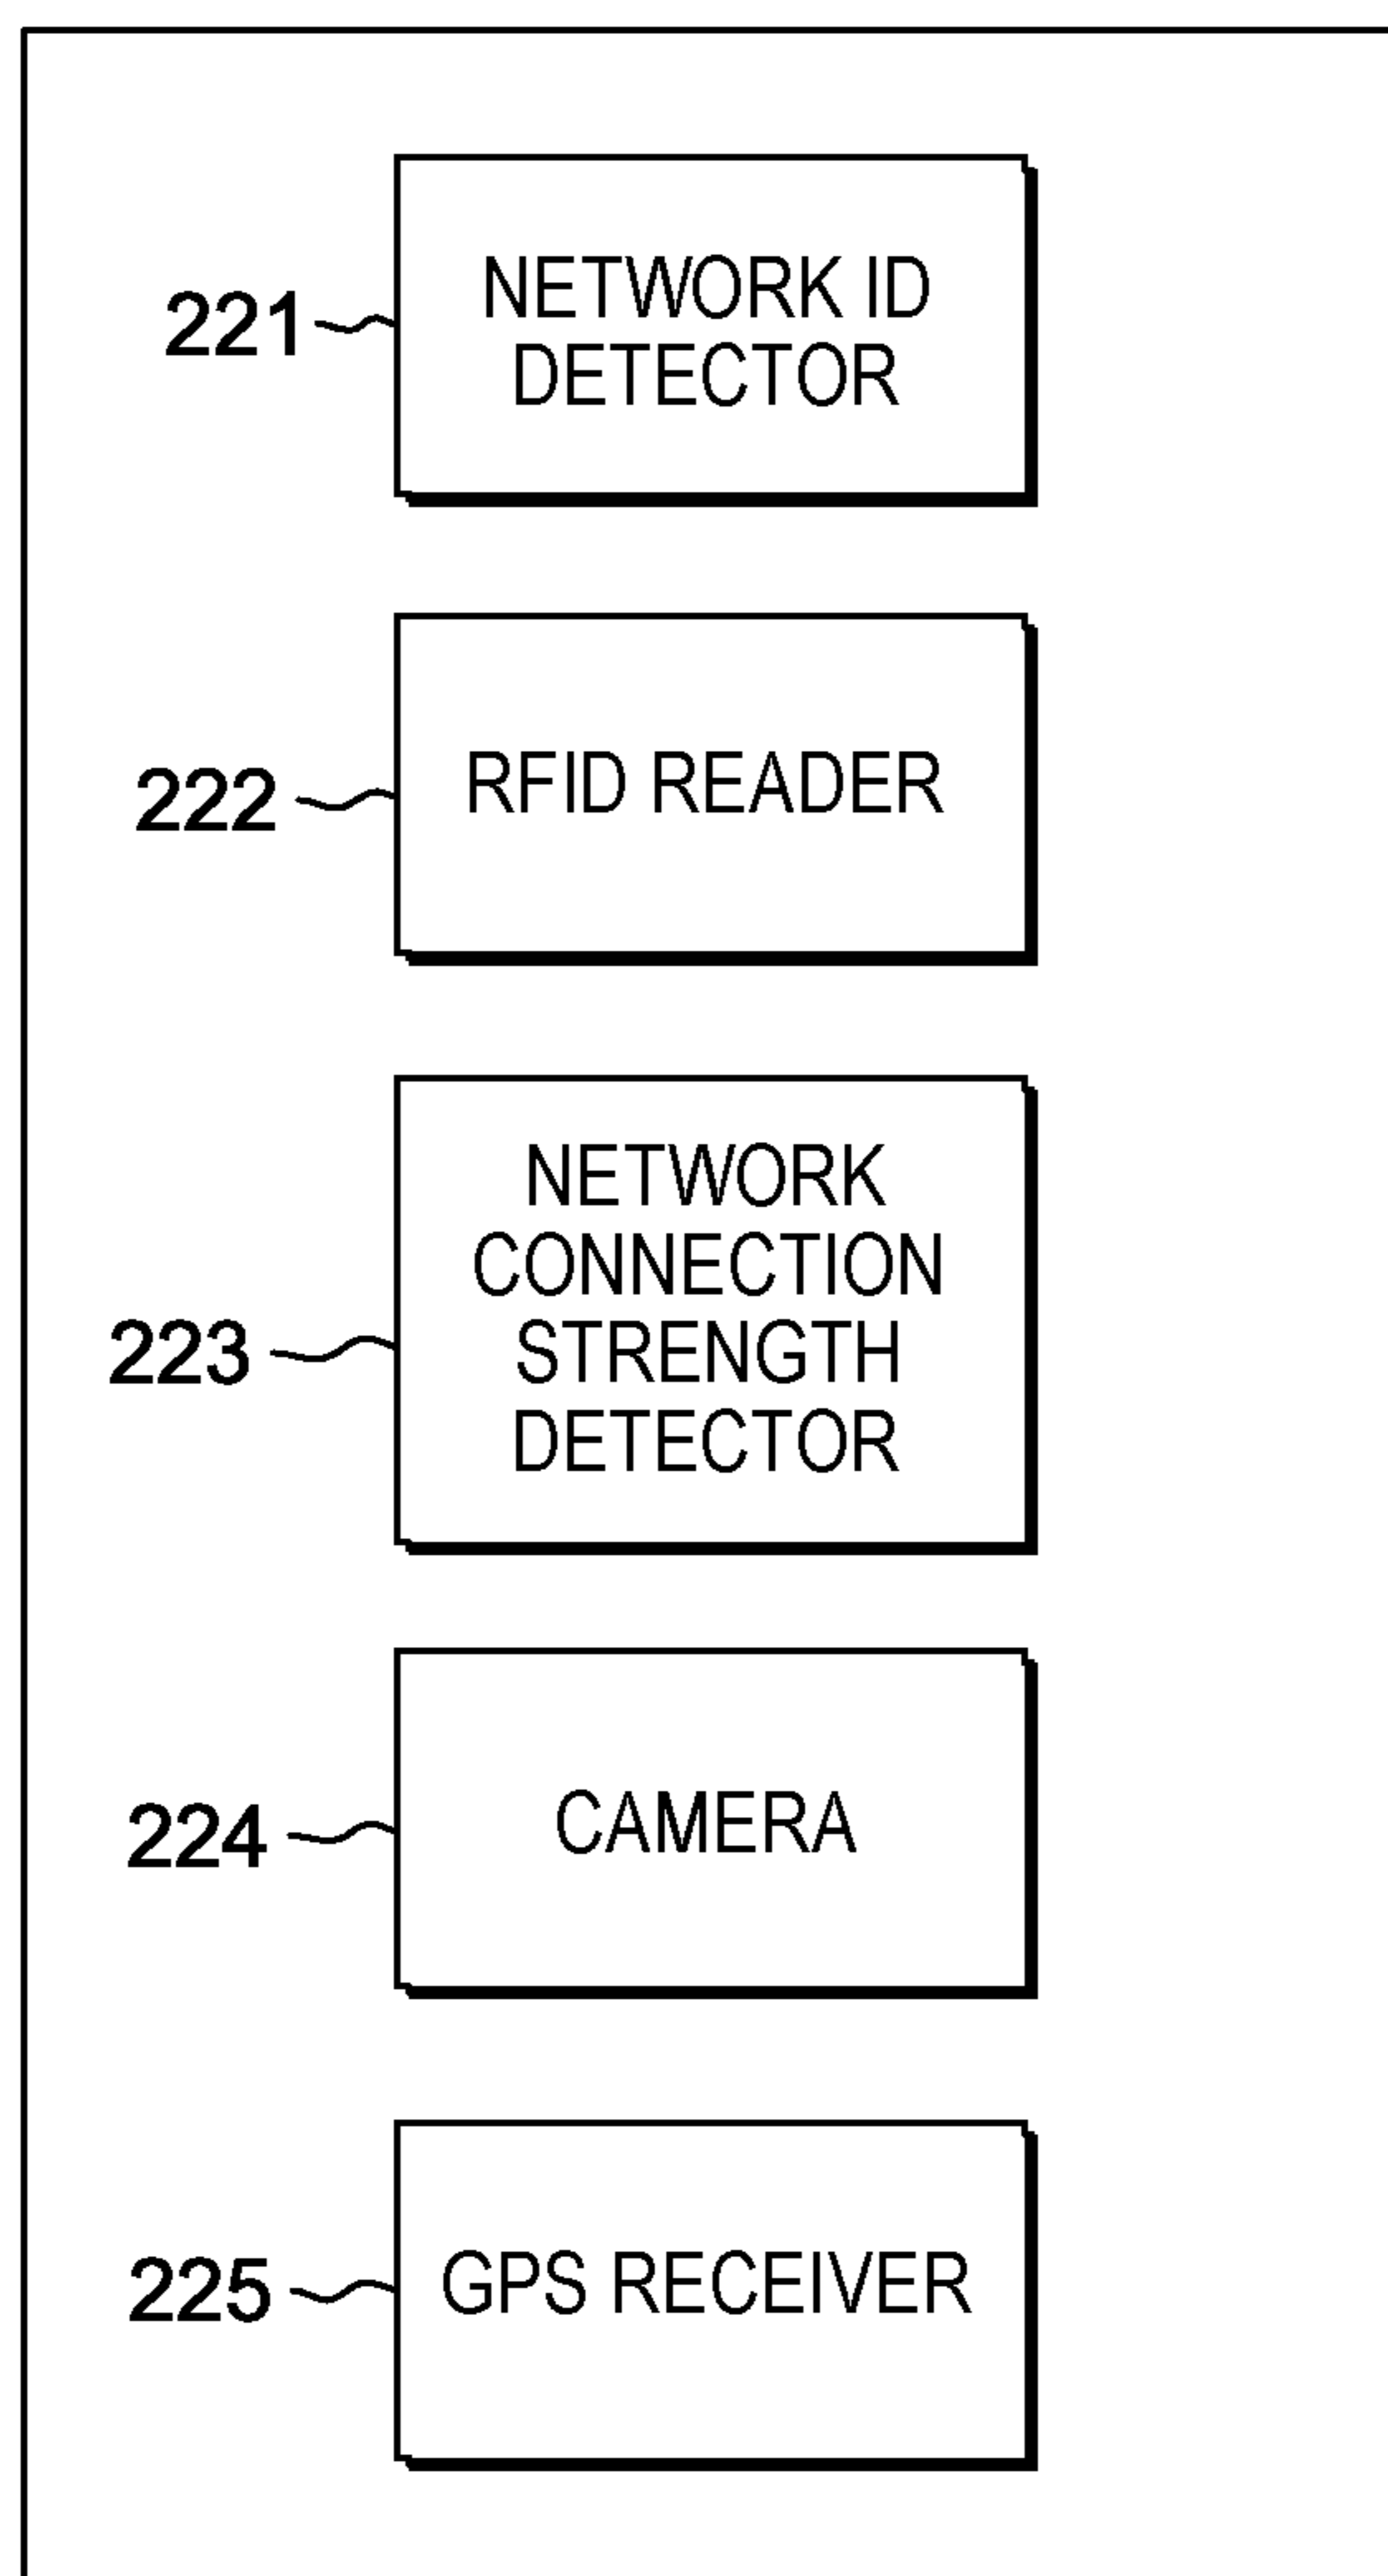 221
NETWORK ID
DETECTOR
222
RFID READER
223
NETWORK
CONNECTION
STRENGTH
DETECTOR
224
CAMERA
225
GPS RECEIVER